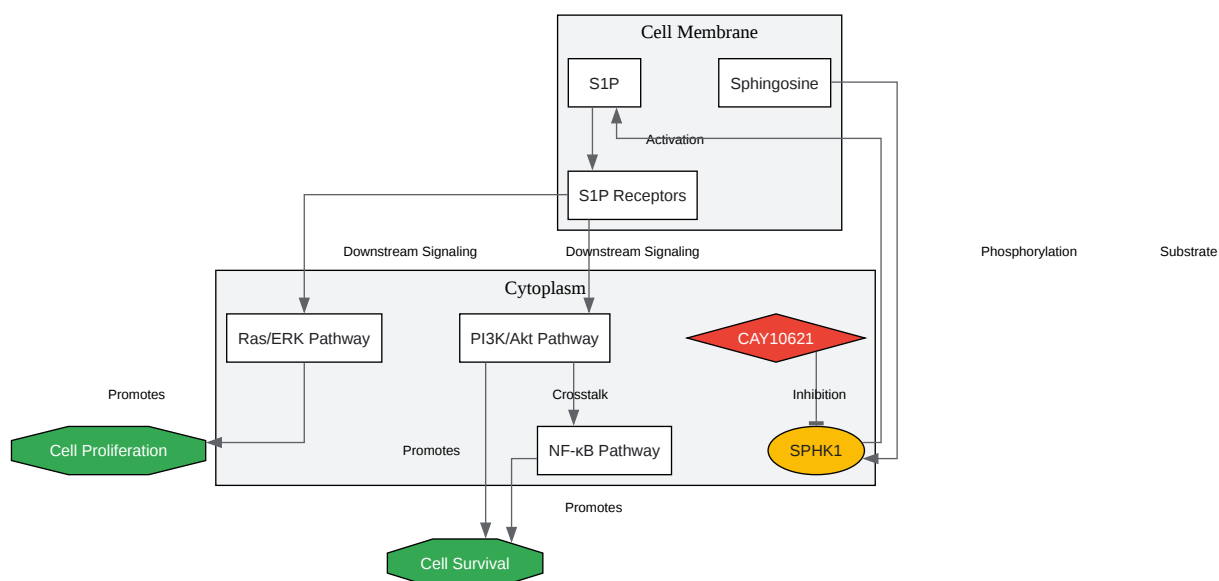 Cell Membrane
S1P
Sphingosine
Activation
S1P Receptors
Downstream Signaling
Downstream Signaling
Phosphorylation
Substrate
Cytoplasm
Ras/ERK Pathway
PI3K/Akt Pathway
CAY10621
Promotes
Crosstalk
Inhibition
Cell Proliferation
Promotes
NF-κB Pathway
SPHK1
Promotes
Cell Survival